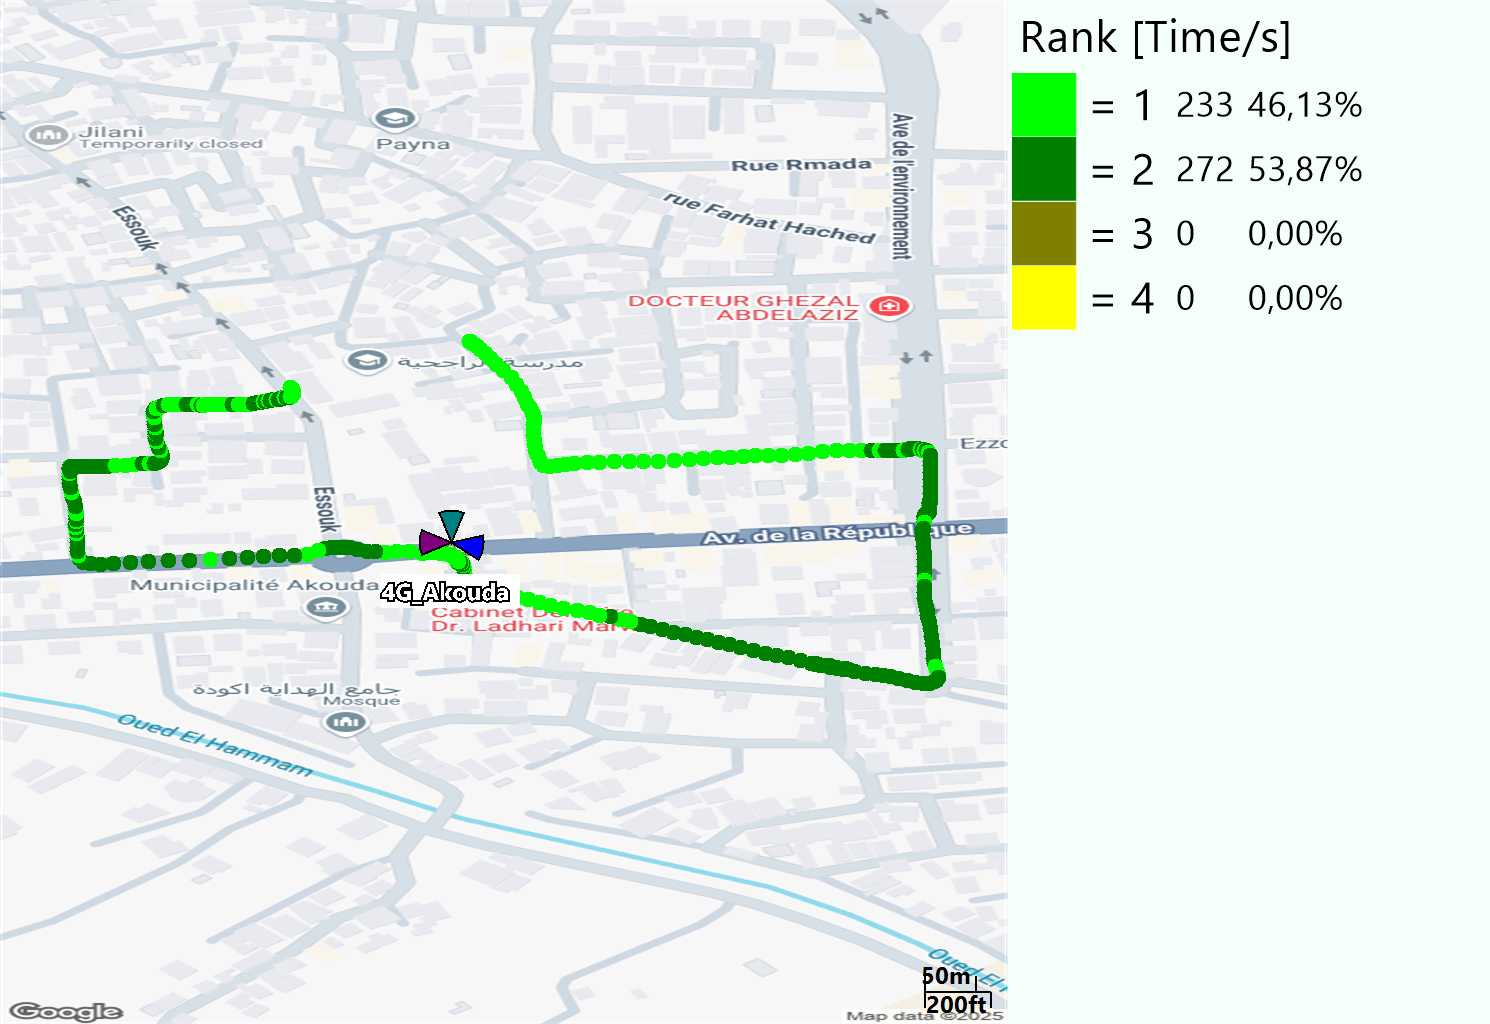 Rank [Time/s]
= 1 233 46,13%
= 2 272 53,87%
= 3 0 0,00%
= 4 0 0,00%
Jilani
Temporarily closed
Payna
Rue Rmada
Ave de l'environnement
rue Farhat Hached
Essouk
DOCTEUR GHEZAL
ABDELAZIZ
مدرسة الراجحية
Ezzo
Essouk
Av. de la République
Municipalité Akouda
4G_Akouda
Cabinet
Dr. Ladhari
جامع الهداية اكودة
Mosque
Oued El Hammam
Oued El
50m
200ft
Google
Map data ©2025